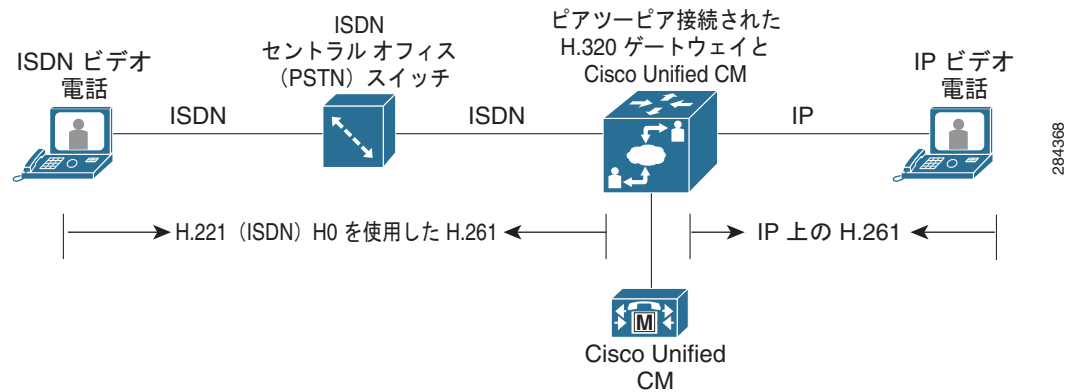 ISDN ビデオ
電話
ISDN
セントラル オフィス
（PSTN）スイッチ
ピアツーピア接続された
H.320 ゲートウェイと
Cisco Unified CM
IP ビデオ
電話
ISDN
ISDN
IP
H.221（ISDN）H0 を使用した H.261
IP 上の H.261
M
Cisco Unified
CM
284368